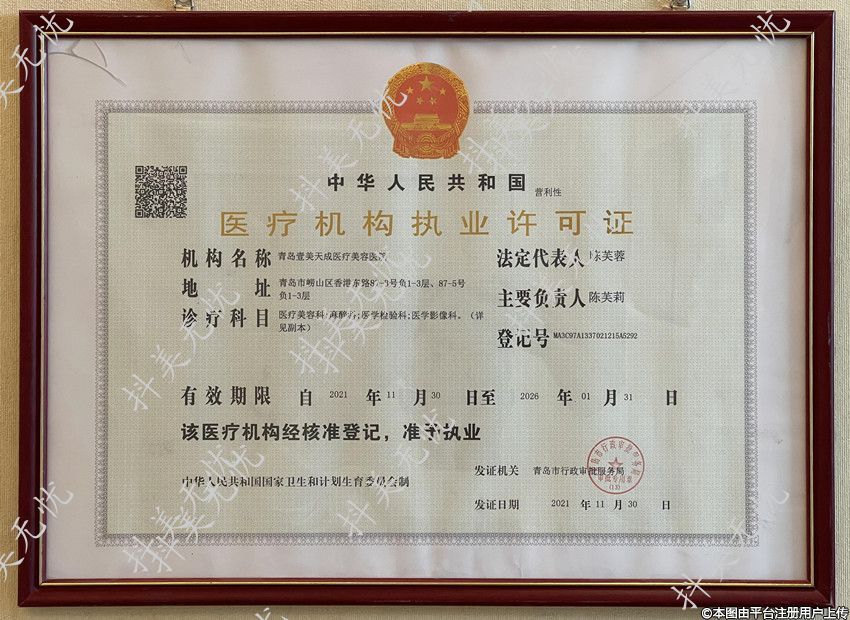 中华人民共和国
营利性
医疗机构执业许可证
机构名称 青岛壹美天成医疗美容医院
法定代表人 陈芙蓉
地址 青岛市崂山区香港东路87-3号负1-3层、87-5号
负1-3层
主要负责人 陈芙莉
诊疗科目 医疗美容科;麻醉科;医学检验科;医学影像科。（详
见副本）
登记号 MA3C97A1337021215A5292
有效期限 自 2021 年 11 月 30 日至 2026 年 01 月 31 日
该医疗机构经核准登记，准予执业
中华人民共和国国家卫生和计划生育委员会制
发证机关 青岛市行政审批服务局
发证日期 2021 年 11 月 30 日
审批专用章
(13)
抖美无忧
©本图由平台注册用户上传